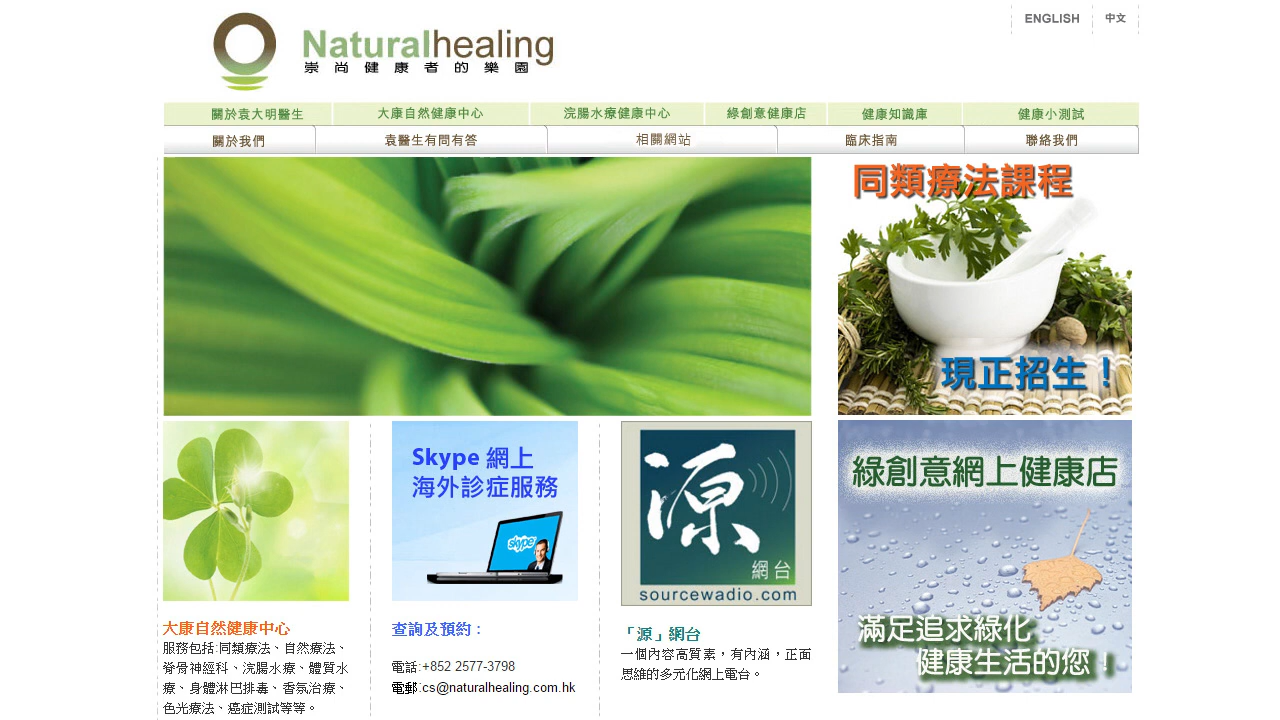 ENGLISH 中文
Naturalhealing
崇尚健康者的樂園
關於袁大明醫生 大康自然健康中心 浣腸水療健康中心 綠創意健康店 健康知識庫 健康小測試
關於我們 袁醫生有問有答 相關網站 臨床指南 聯絡我們
同類療法課程
現正招生！
Skype 網上
海外診症服務
skype
源
網台
sourcewadio.com
綠創意網上健康店
滿足追求綠化
健康生活的您！
大康自然健康中心
服務包括:同類療法、自然療法、
脊骨神經科、浣腸水療、體質水
療、身體淋巴排毒、香氛治療、
色光療法、癌症測試等等。
查詢及預約：
電話:+852 2577-3798
電郵:cs@naturalhealing.com.hk
「源」網台
一個內容高質素，有內涵，正面
思維的多元化網上電台。